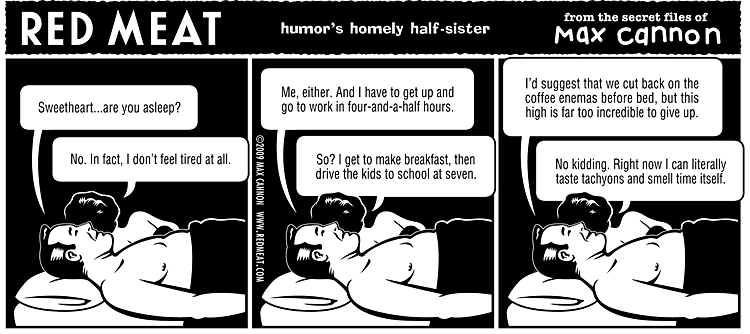 RED MEAT
humor's homely half-sister
from the secret files of
max cannon
Sweetheart...are you asleep?
No. In fact, I don't feel tired at all.
©2009 MAX CANNON WWW.REDMEAT.COM
Me, either. And I have to get up and
go to work in four-and-a-half hours.
So? I get to make breakfast, then
drive the kids to school at seven.
I'd suggest that we cut back on the
coffee enemas before bed, but this
high is far too incredible to give up.
No kidding. Right now I can literally
taste tachyons and smell time itself.